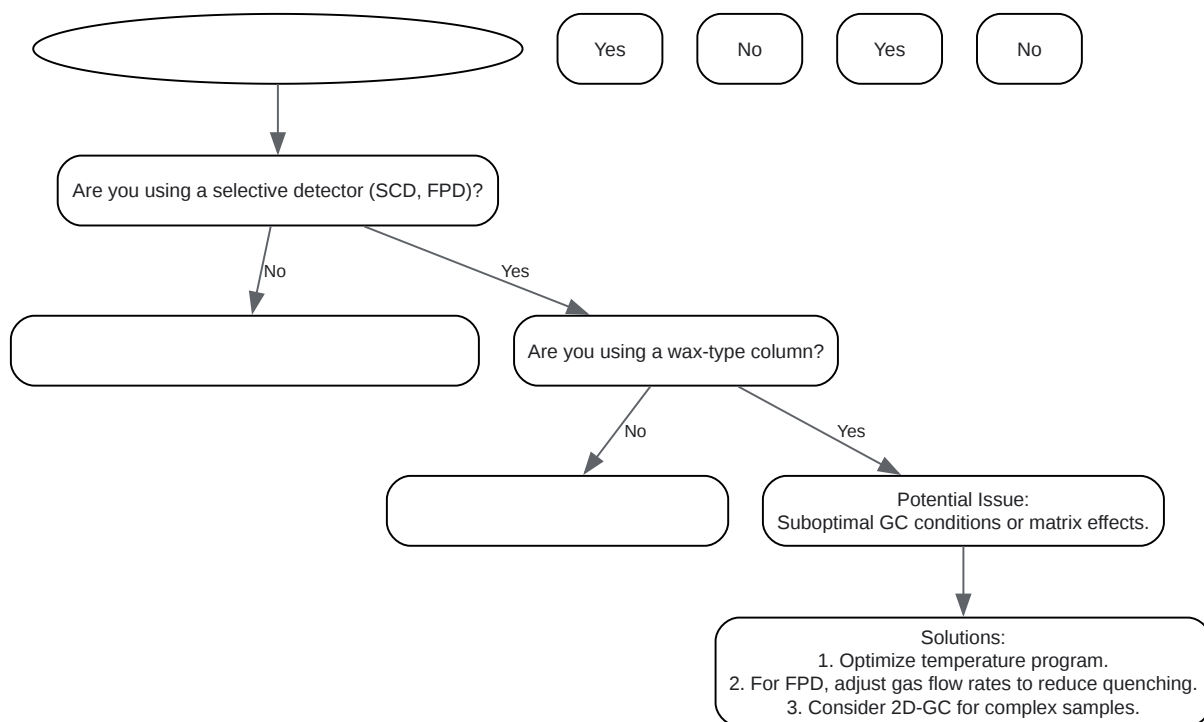 Yes
No
Yes
No
Are you using a selective detector (SCD, FPD)?
No
Yes
Are you using a wax-type column?
No
Yes
Potential Issue:
Suboptimal GC conditions or matrix effects.
Solutions:
1. Optimize temperature program.
2. For FPD, adjust gas flow rates to reduce quenching.
3. Consider 2D-GC for complex samples.